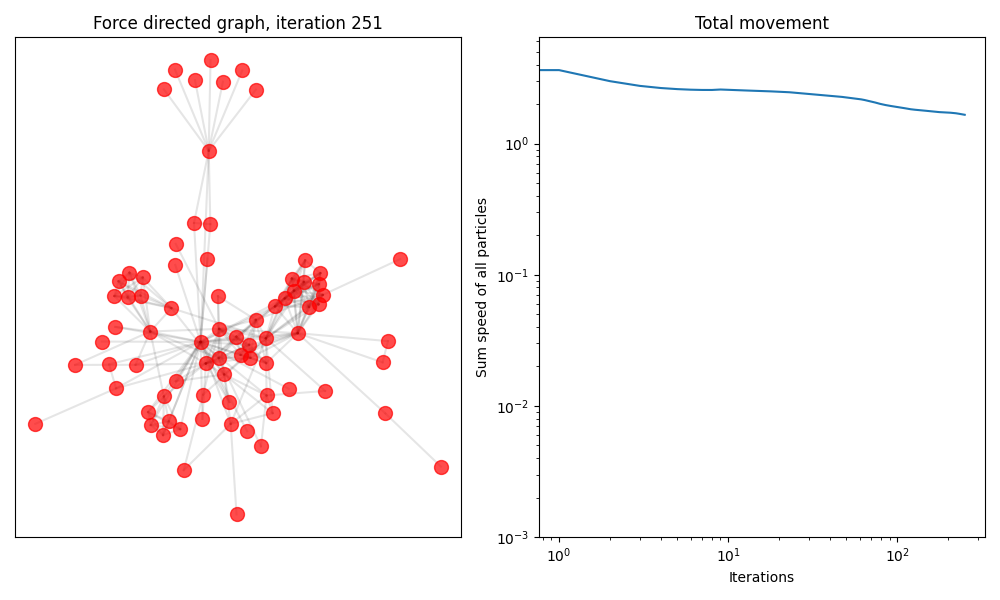 Force directed graph, iteration 251
Total movement
Sum speed of all particles
10⁰
10⁻¹
10⁻²
10⁻³
10⁰
10¹
10²
Iterations